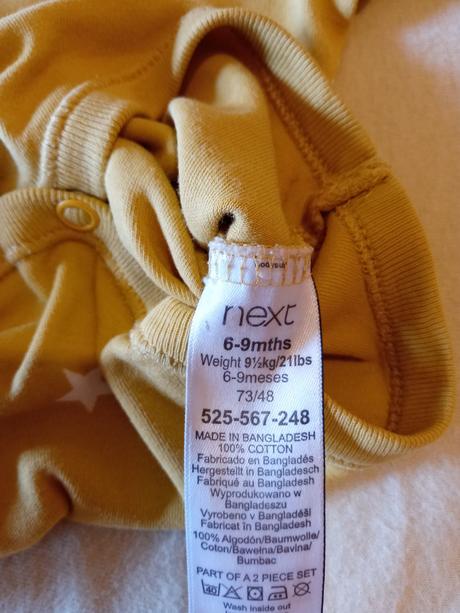 next
6-9mths
Weight 9½kg/21lbs
6-9meses
73/48
525-567-248
MADE IN BANGLADESH
100% COTTON
Fabricado en Bangladés
Hergestellt in Bangladesch
Fabriqué au Bangladesh
Wyprodukowano w
Bangladeszu
Vyrobeno v Bangladéši
Fabricat în Bangladesh
100% Algodón/Baumwolle/
Coton/Bawełna/Bavlna/
Bumbac
PART OF A 2 PIECE SET
40
Wash inside out